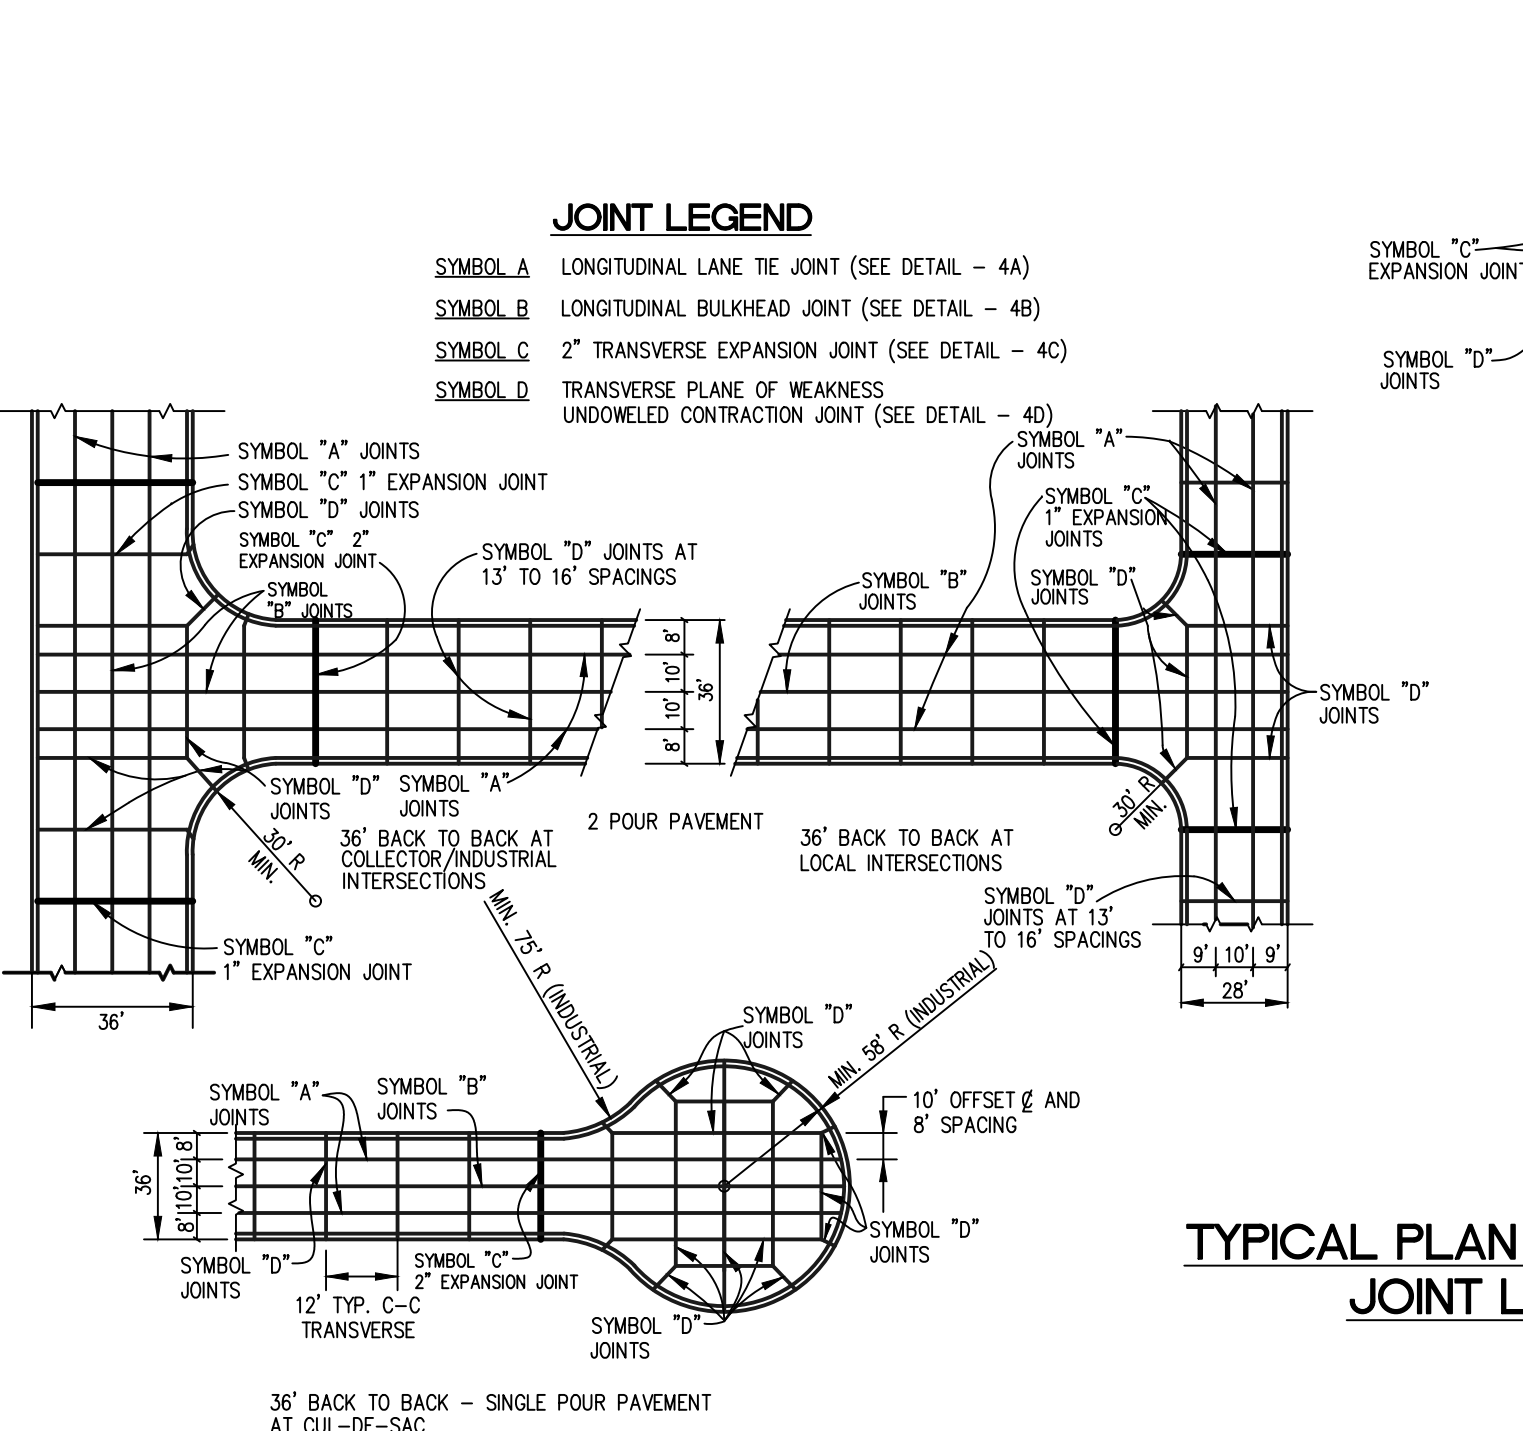 JOINT LEGEND
SYMBOL A LONGITUDINAL LANE TIE JOINT (SEE DETAIL – 4A)
SYMBOL B LONGITUDINAL BULKHEAD JOINT (SEE DETAIL – 4B)
SYMBOL C 2" TRANSVERSE EXPANSION JOINT (SEE DETAIL – 4C)
SYMBOL D TRANSVERSE PLANE OF WEAKNESS
UNDOWELED CONTRACTION JOINT (SEE DETAIL – 4D)
SYMBOL "C"
EXPANSION JOINT
SYMBOL "D"
JOINTS
SYMBOL "A" JOINTS
SYMBOL "C" 1" EXPANSION JOINT
SYMBOL "D" JOINTS
SYMBOL "C" 2"
EXPANSION JOINT
SYMBOL
"B" JOINTS
SYMBOL "D" JOINTS AT
13' TO 16' SPACINGS
SYMBOL "B"
JOINTS
SYMBOL "A"
JOINTS
SYMBOL "C"
1" EXPANSION
JOINTS
SYMBOL "D"
JOINTS
8'
10'
10'
8'
36'
SYMBOL "D"
JOINTS
SYMBOL "D"
JOINTS
SYMBOL "A"
JOINTS
30' R
MIN.
30' R
MIN.
2 POUR PAVEMENT
36' BACK TO BACK AT
COLLECTOR/INDUSTRIAL
INTERSECTIONS
36' BACK TO BACK AT
LOCAL INTERSECTIONS
SYMBOL "D"
JOINTS AT 13'
TO 16' SPACINGS
SYMBOL "C"
1" EXPANSION JOINT
36'
9' 10' 9'
28'
MIN. 75' R (INDUSTRIAL)
MIN. 58' R (INDUSTRIAL)
SYMBOL "D"
JOINTS
SYMBOL "A"
JOINTS
SYMBOL "B"
JOINTS
10' OFFSET ℄ AND
8' SPACING
36'
8'
10'
10'
8'
SYMBOL "D"
JOINTS
SYMBOL "C"
2" EXPANSION JOINT
SYMBOL "D"
JOINTS
12' TYP. C–C
TRANSVERSE
SYMBOL "D"
JOINTS
TYPICAL PLAN
JOINT L
36' BACK TO BACK – SINGLE POUR PAVEMENT
AT CUL–DE–SAC